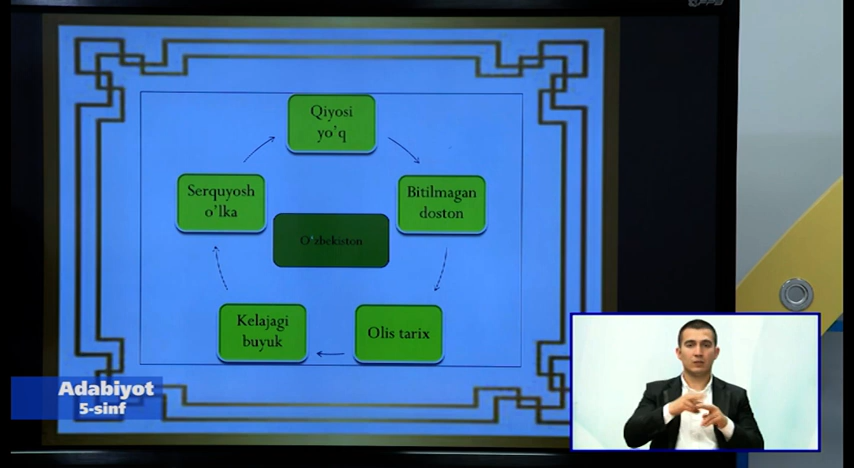 Qiyosi
yo'q
Serquyosh
o'lka
Bitilmagan
doston
O'zbekiston
Kelajagi
buyuk
Olis tarix
Adabiyot
5-sinf